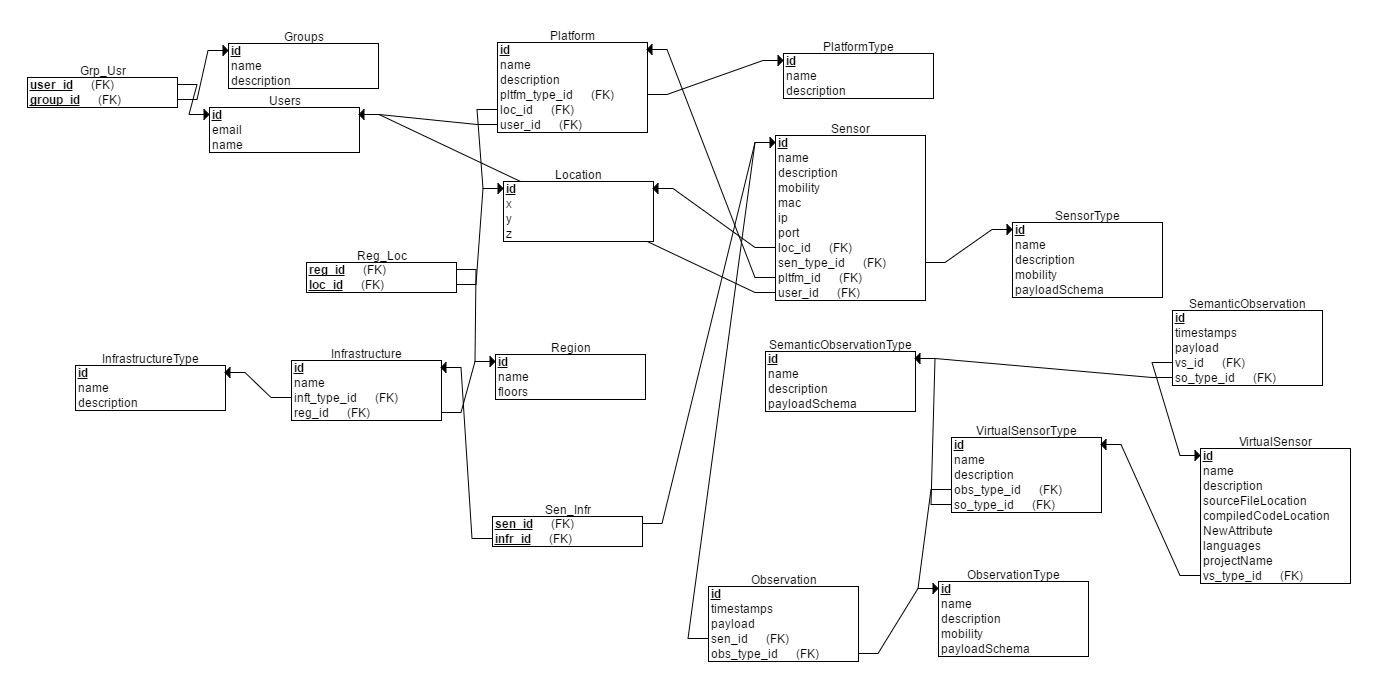 Groups
id
name
description
Grp_Usr
user_id (FK)
group_id (FK)
Users
id
email
name
Platform
id
name
description
pltfm_type_id (FK)
loc_id (FK)
user_id (FK)
PlatformType
id
name
description
Sensor
id
name
description
mobility
mac
ip
port
loc_id (FK)
sen_type_id (FK)
pltfm_id (FK)
user_id (FK)
Location
id
x
y
z
SensorType
id
name
description
mobility
payloadSchema
Reg_Loc
reg_id (FK)
loc_id (FK)
SemanticObservation
id
timestamps
payload
vs_id (FK)
so_type_id (FK)
InfrastructureType
id
name
description
Infrastructure
id
name
inft_type_id (FK)
reg_id (FK)
Region
id
name
floors
SemanticObservationType
id
name
description
payloadSchema
VirtualSensorType
id
name
description
obs_type_id (FK)
so_type_id (FK)
VirtualSensor
id
name
description
sourceFileLocation
compiledCodeLocation
NewAttribute
languages
projectName
vs_type_id (FK)
Sen_Infr
sen_id (FK)
infr_id (FK)
Observation
id
timestamps
payload
sen_id (FK)
obs_type_id (FK)
ObservationType
id
name
description
mobility
payloadSchema